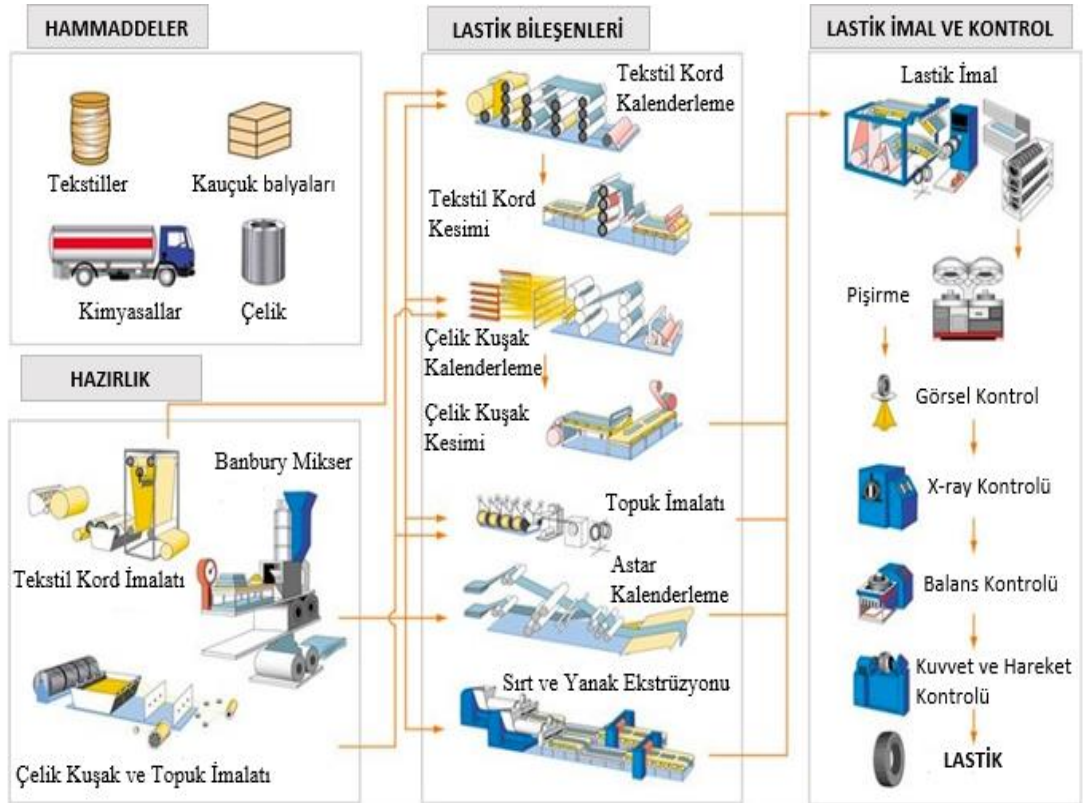 HAMMADDELER
Tekstiller
Kauçuk balyaları
Kimyasallar
Çelik
HAZIRLIK
Banbury Mikser
Tekstil Kord İmalatı
Çelik Kuşak ve Topuk İmalatı
LASTİK BİLEŞENLERİ
Tekstil Kord
Kalenderleme
Tekstil Kord
Kesimi
Çelik Kuşak
Kalenderleme
Çelik Kuşak
Kesimi
Topuk İmalatı
Astar
Kalenderleme
Sırt ve Yanak Ekstrüzyonu
LASTİK İMAL VE KONTROL
Lastik İmal
Pişirme
Görsel Kontrol
X-ray Kontrolü
Balans Kontrolü
Kuvvet ve Hareket
Kontrolü
LASTİK